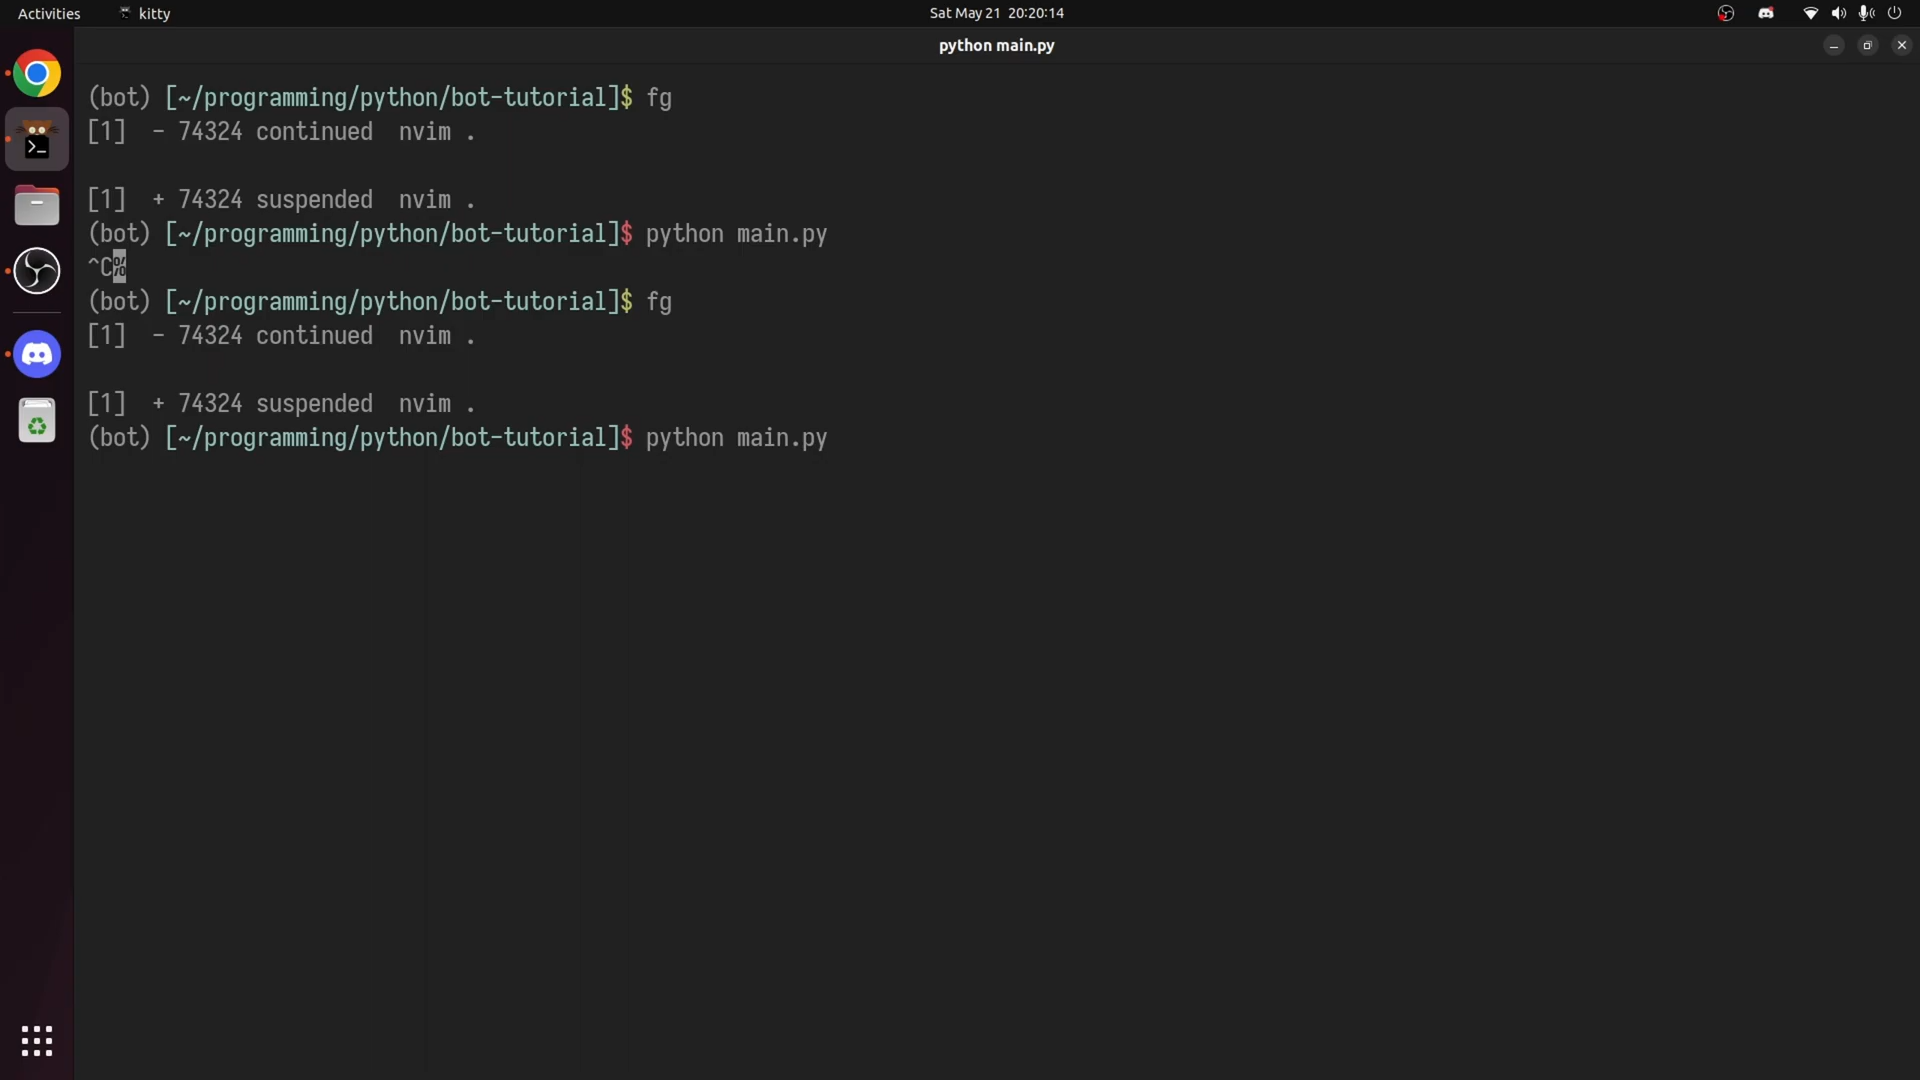 Activities kitty Sat May 21 20:20:14
python main.py
(bot) [~/programming/python/bot-tutorial]$ fg
[1]  - 74324 continued  nvim .
[1]  + 74324 suspended  nvim .
(bot) [~/programming/python/bot-tutorial]$ python main.py
^C%
(bot) [~/programming/python/bot-tutorial]$ fg
[1]  - 74324 continued  nvim .
[1]  + 74324 suspended  nvim .
(bot) [~/programming/python/bot-tutorial]$ python main.py